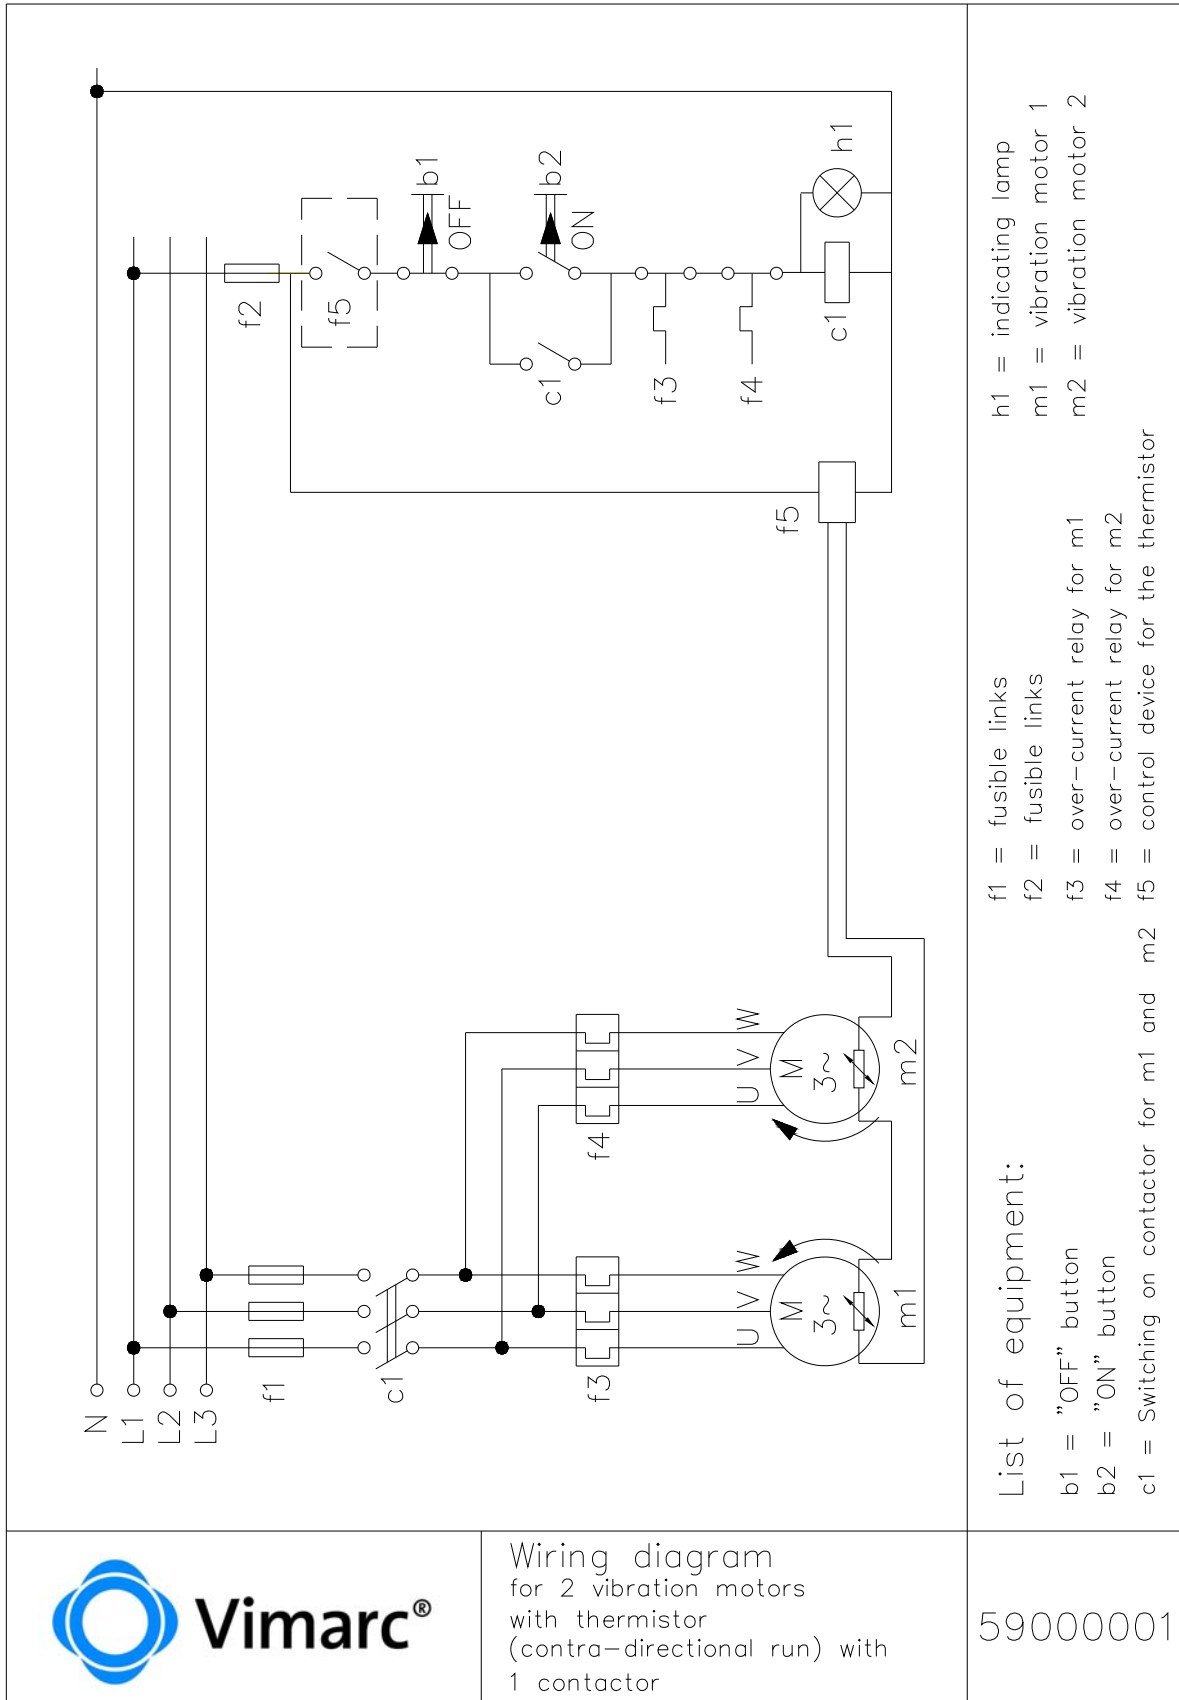 N
L1
L2
L3
f1
c1
f3
f4
U
V
W
M
3~
m1
U
V
W
M
3~
m2
f5
f2
f5
b1
OFF
b2
ON
c1
f3
f4
c1
h1
List of equipment:
b1 = "OFF" button
b2 = "ON" button
c1 = Switching on contactor for m1 and m2
f1 = fusible links
f2 = fusible links
f3 = over-current relay for m1
f4 = over-current relay for m2
f5 = control device for the thermistor
h1 = indicating lamp
m1 = vibration motor 1
m2 = vibration motor 2
Vimarc®
Wiring diagram
for 2 vibration motors
with thermistor
(contra-directional run) with
1 contactor
59000001